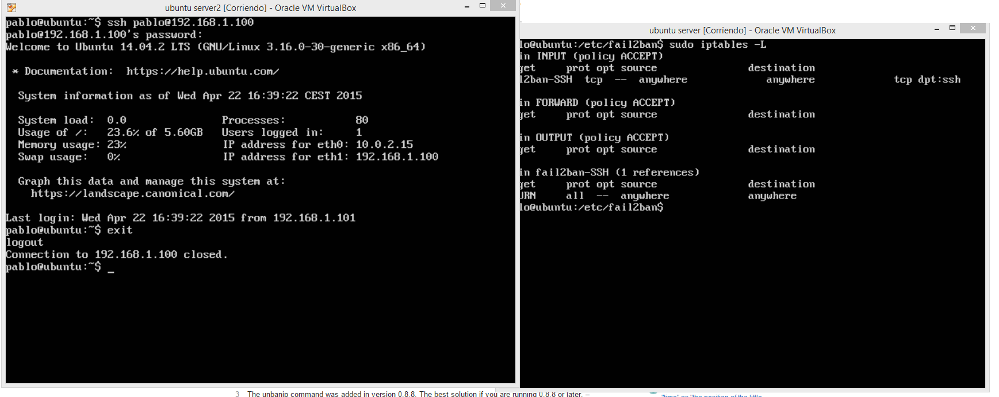 ubuntu server2 [Corriendo] - Oracle VM VirtualBox
pablo@ubuntu:~$ ssh pablo@192.168.1.100
pablo@192.168.1.100's password:
Welcome to Ubuntu 14.04.2 LTS (GNU/Linux 3.16.0-30-generic x86_64)
* Documentation:  https://help.ubuntu.com/
System information as of Wed Apr 22 16:39:22 CEST 2015
System load:  0.0    Processes:    80
Usage of /:   23.6% of 5.60GB   Users logged in:    1
Memory usage: 23%    IP address for eth0: 10.0.2.15
Swap usage:   0%    IP address for eth1: 192.168.1.100
Graph this data and manage this system at:
https://landscape.canonical.com/
Last login: Wed Apr 22 16:39:22 2015 from 192.168.1.101
pablo@ubuntu:~$ exit
logout
Connection to 192.168.1.100 closed.
pablo@ubuntu:~$ _
ubuntu server [Corriendo] - Oracle VM VirtualBox
lo@ubuntu:/etc/fail2ban$ sudo iptables -L
in INPUT (policy ACCEPT)
get     prot opt source    destination
l2ban-SSH  tcp  --  anywhere    anywhere    tcp dpt:ssh
in FORWARD (policy ACCEPT)
get     prot opt source    destination
in OUTPUT (policy ACCEPT)
get     prot opt source    destination
in fail2ban-SSH (1 references)
get     prot opt source    destination
URN     all  --  anywhere    anywhere
lo@ubuntu:/etc/fail2ban$
3 The unbanip command was added in version 0.8.8. The best solution if you are running 0.8.8 or later. –
"time" as "the position of the little